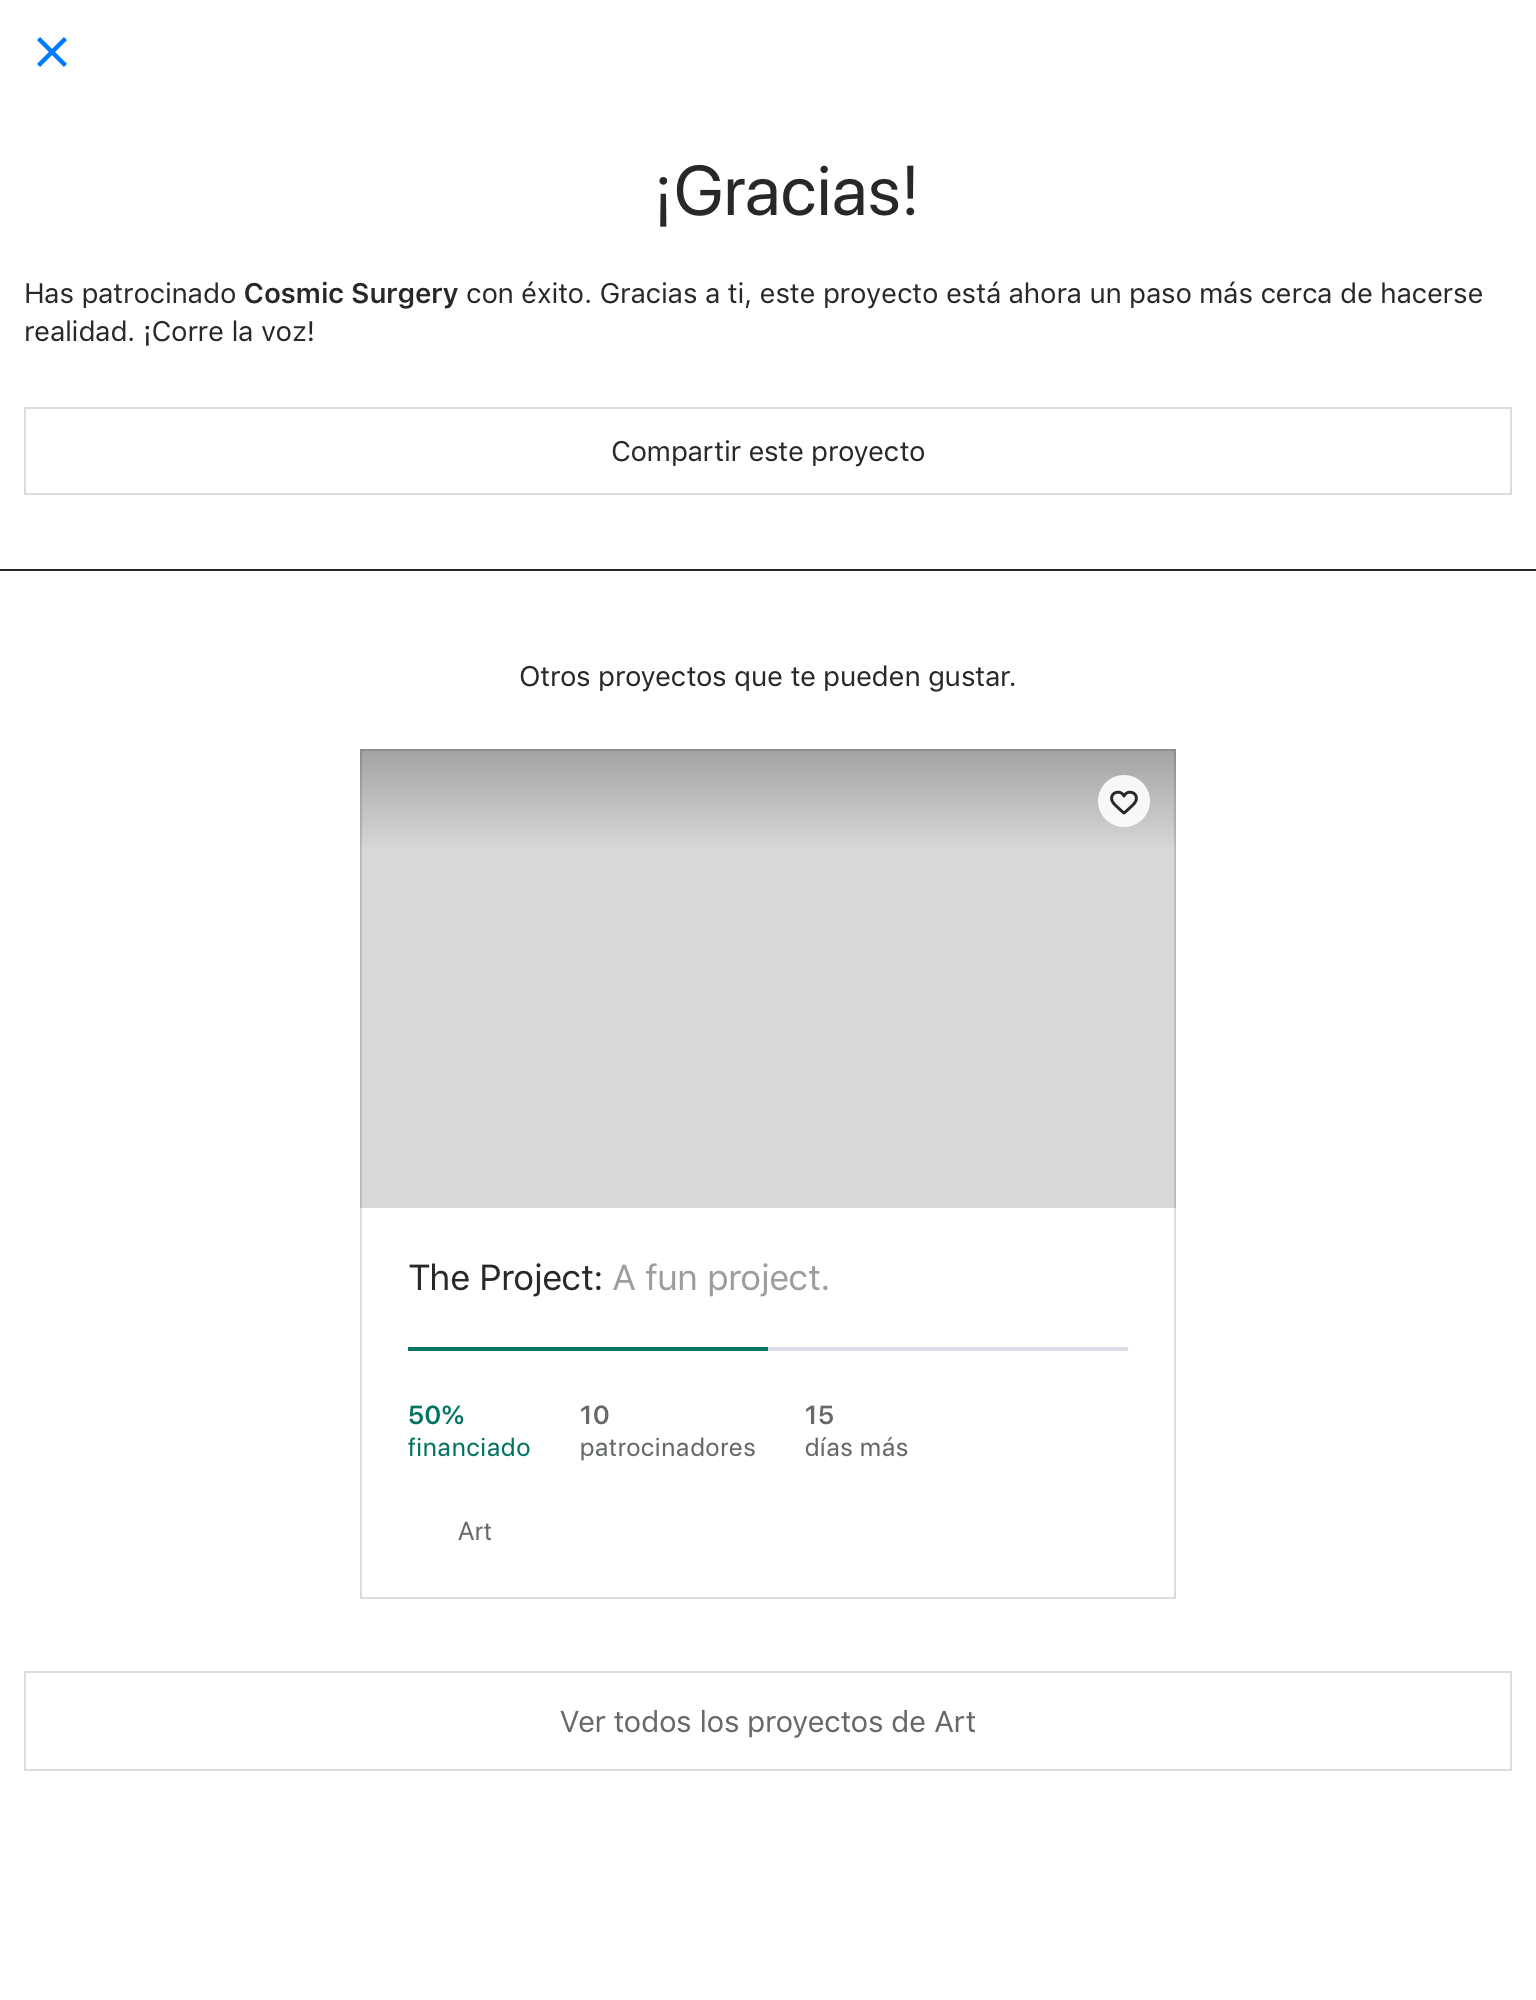 ¡Gracias!
Has patrocinado Cosmic Surgery con éxito. Gracias a ti, este proyecto está ahora un paso más cerca de hacerse
realidad. ¡Corre la voz!
Compartir este proyecto
Otros proyectos que te pueden gustar.
The Project: A fun project.
50% 10 15
financiado patrocinadores días más
Art
Ver todos los proyectos de Art